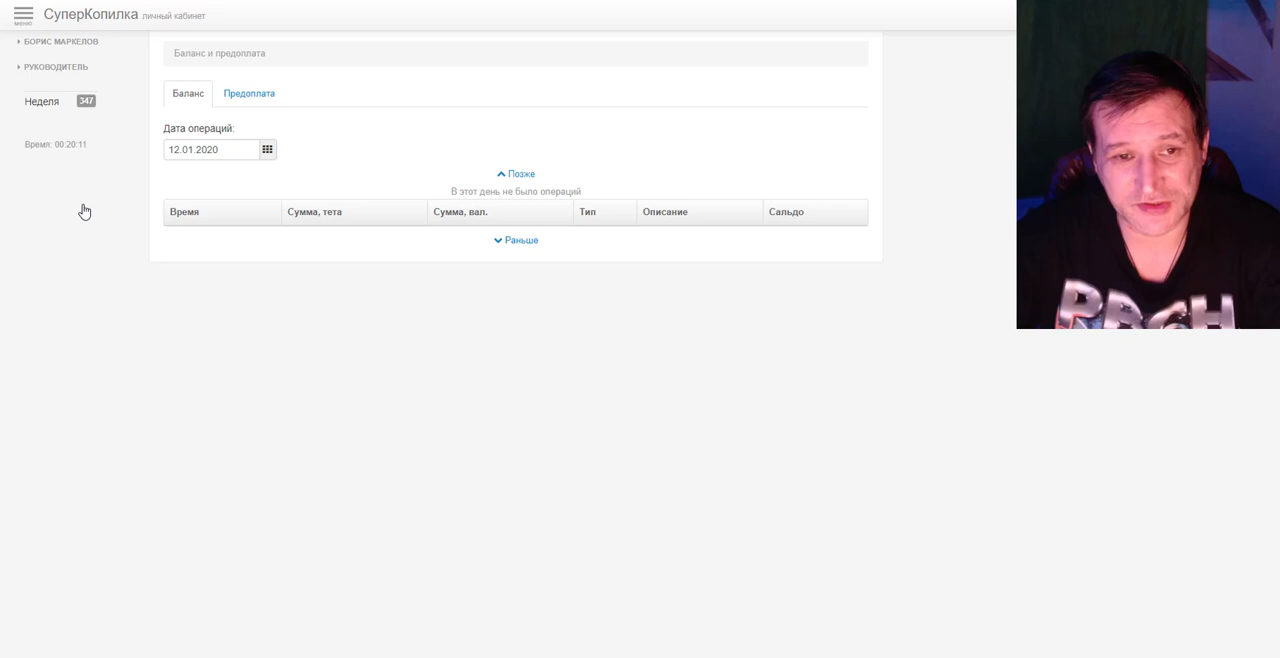 СуперКопилка личный кабинет
меню
БОРИС МАРКЕЛОВ
РУКОВОДИТЕЛЬ
Неделя 347
Время: 00:20:11
Баланс и предоплата
Баланс Предоплата
Дата операций:
12.01.2020
Позже
В этот день не было операций
Время Сумма, тета Сумма, вал. Тип Описание Сальдо
Раньше